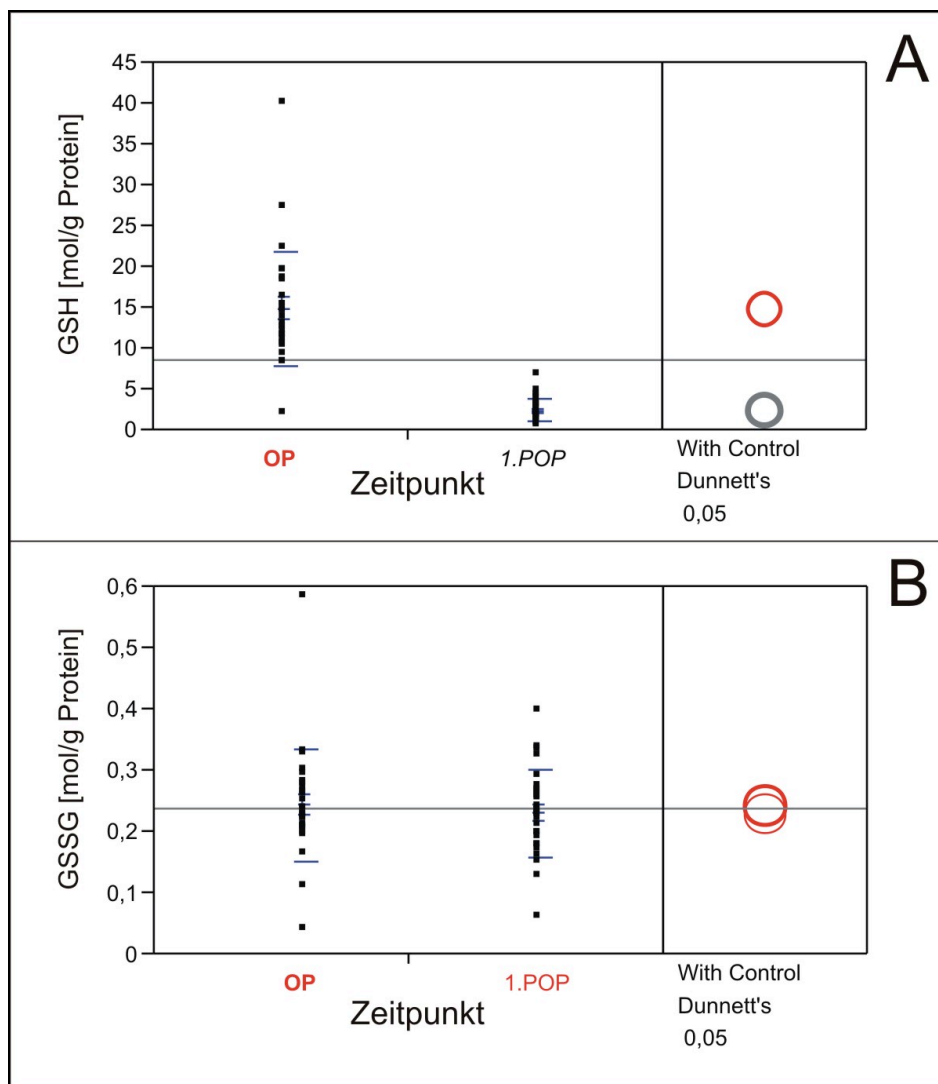 A
GSH [mol/g Protein]
45
40
35
30
25
20
15
10
5
0
OP
1.POP
Zeitpunkt
With Control
Dunnett's
0,05
B
GSSG [mol/g Protein]
0,6
0,5
0,4
0,3
0,2
0,1
0
OP
1.POP
Zeitpunkt
With Control
Dunnett's
0,05